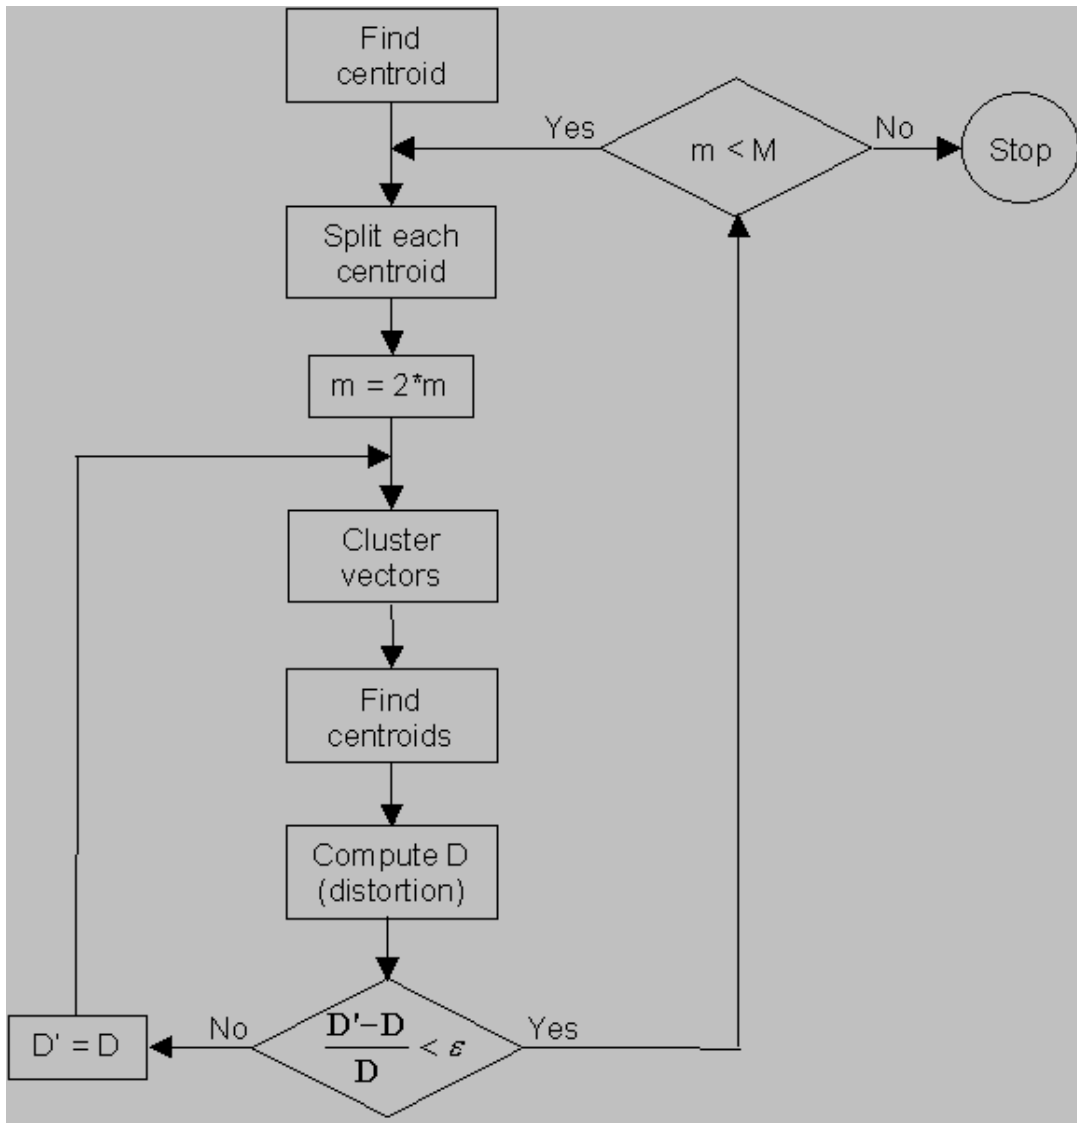 Find
centroid
Yes
m < M
No
Stop
Split each
centroid
m = 2*m
Cluster
vectors
Find
centroids
Compute D
(distortion)
D' = D
No
D'−D
D
< ε
Yes